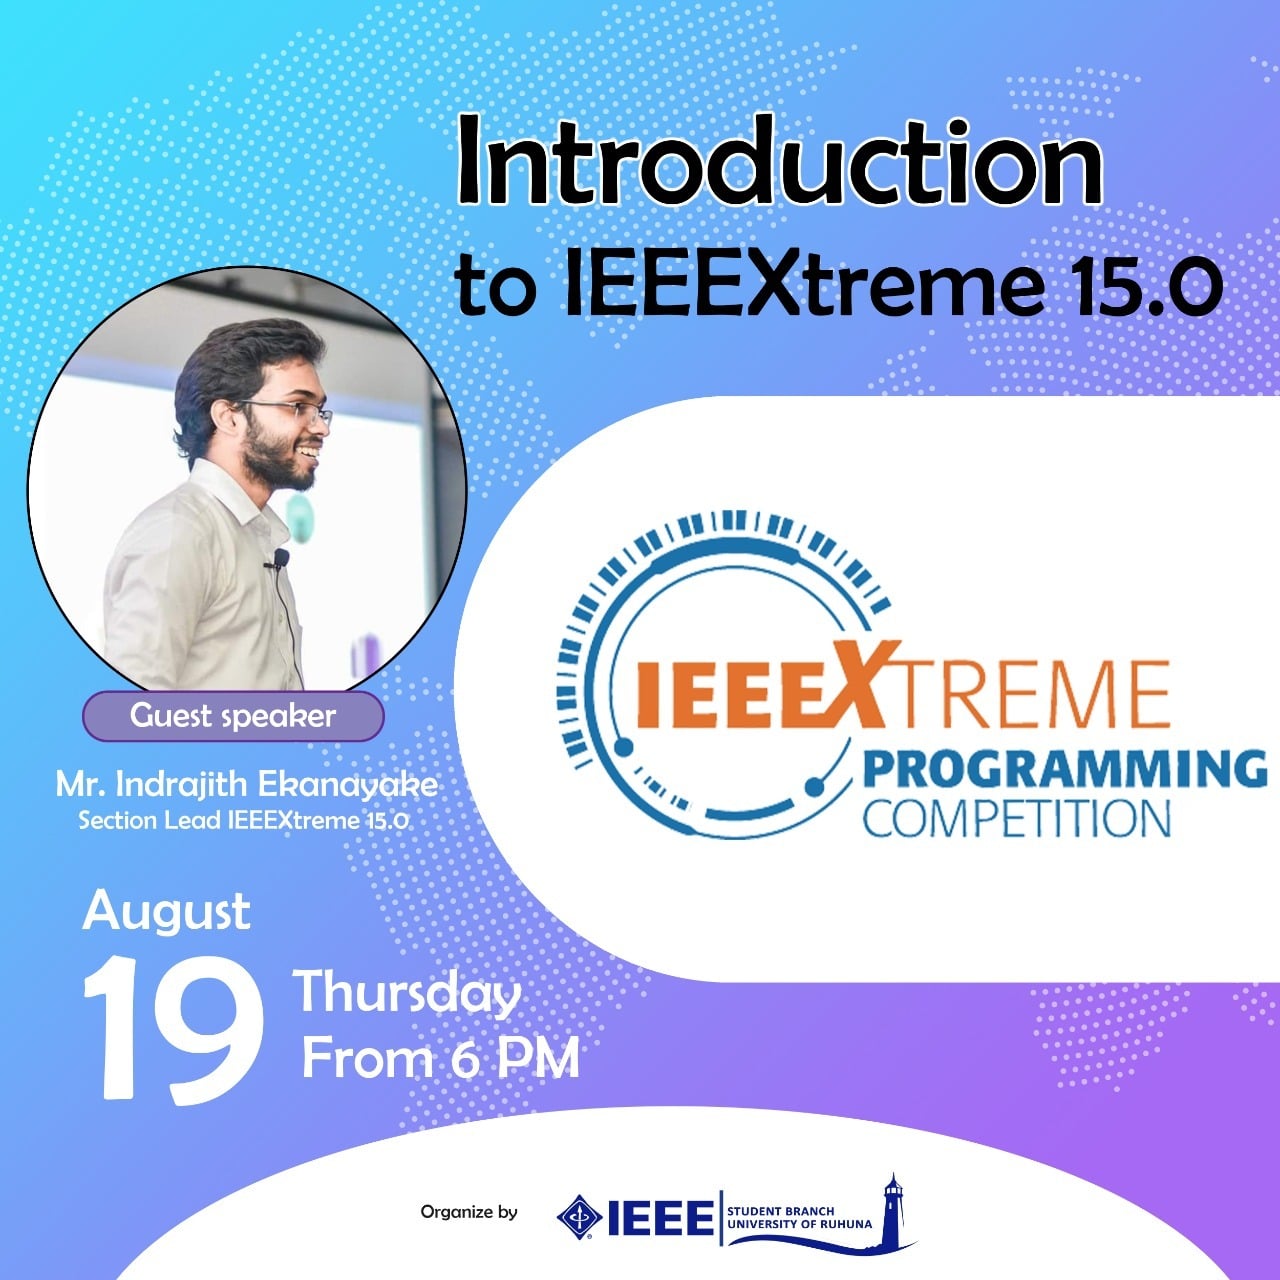 Introduction
to IEEEXtreme 15.0
IEEEXTREME
PROGRAMMING
COMPETITION
Guest speaker
Mr. Indrajith Ekanayake
Section Lead IEEEXtreme 15.0
August
19
Thursday
From 6 PM
Organize by
IEEE
STUDENT BRANCH
UNIVERSITY OF RUHUNA